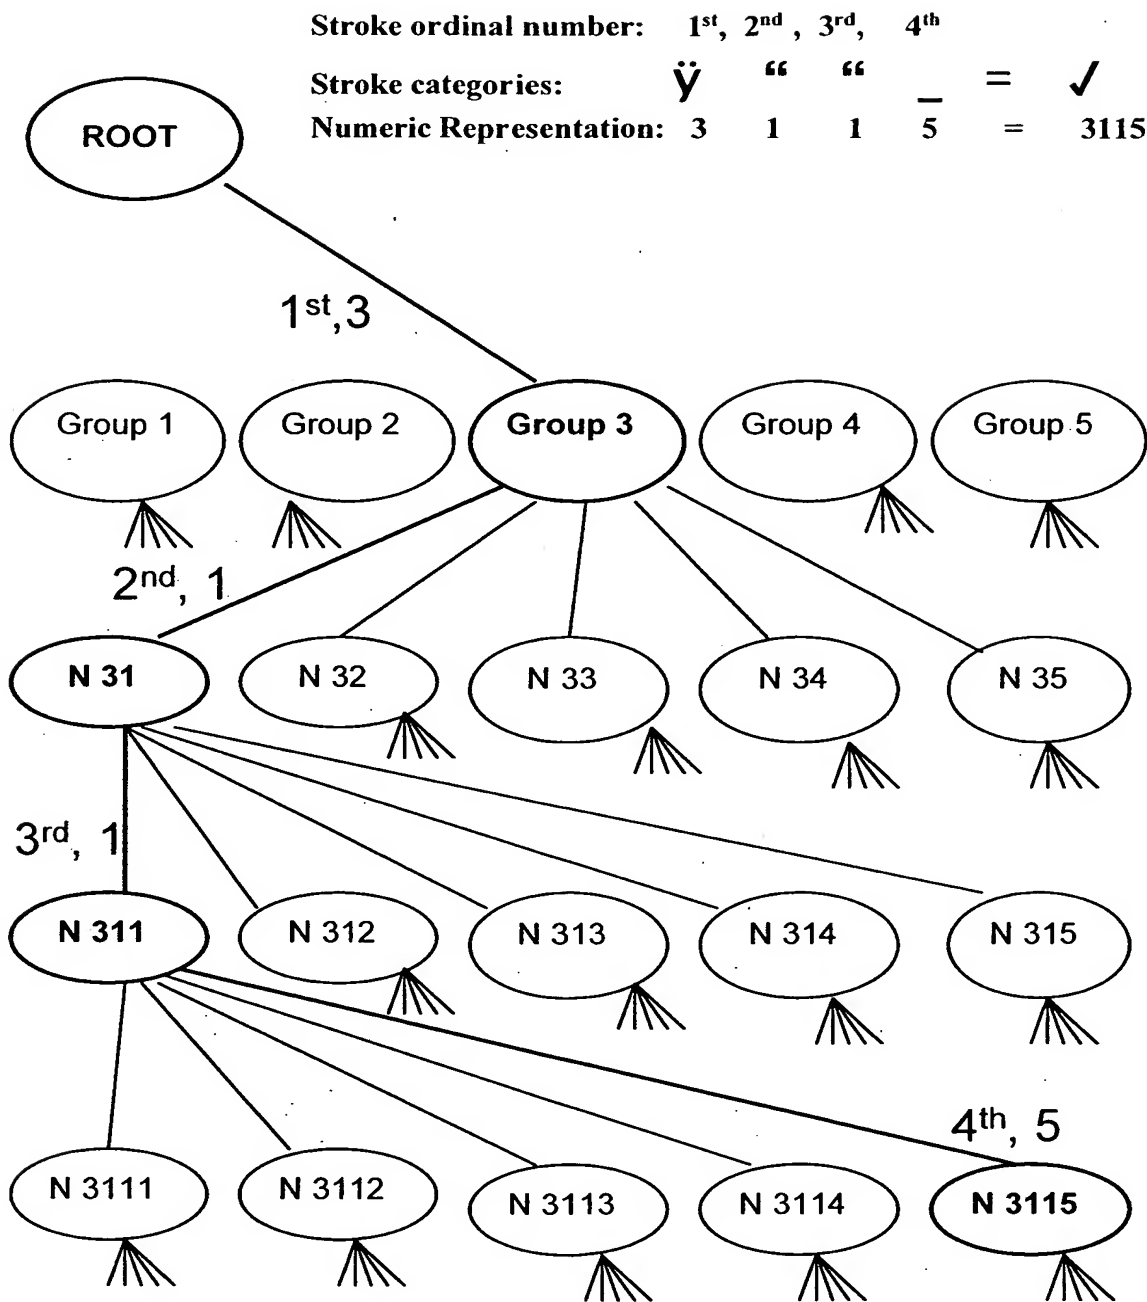 Stroke ordinal number: 1st, 2nd , 3rd, 4th
Stroke categories: ÿ “ “ _ = ✓
Numeric Representation: 3 1 1 5 = 3115
ROOT
1st,3
Group 1 Group 2 Group 3 Group 4 Group 5
2nd, 1
N 31 N 32 N 33 N 34 N 35
3rd, 1
N 311 N 312 N 313 N 314 N 315
4th, 5
N 3111 N 3112 N 3113 N 3114 N 3115